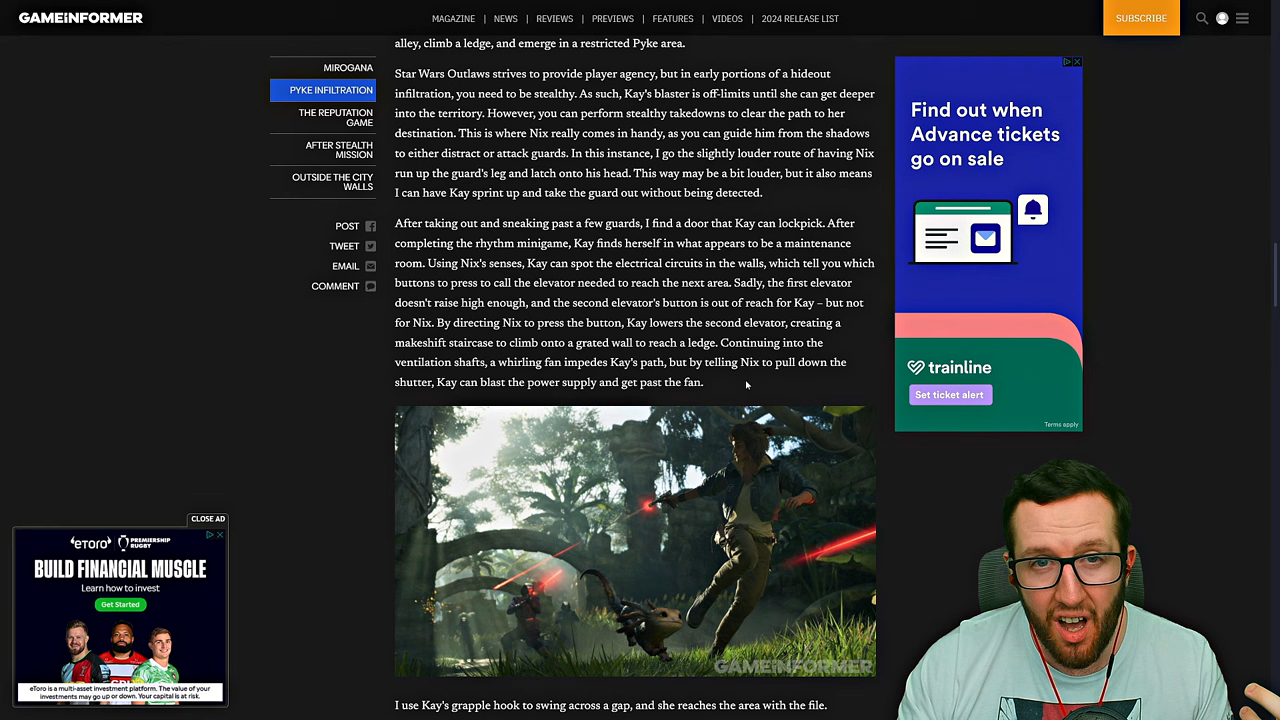 GAMEINFORMER
MAGAZINE | NEWS | REVIEWS | PREVIEWS | FEATURES | VIDEOS | 2024 RELEASE LIST
SUBSCRIBE
MIROGANA
PYKE INFILTRATION
THE REPUTATION
GAME
AFTER STEALTH
MISSION
OUTSIDE THE CITY
WALLS
POST
TWEET
EMAIL
COMMENT
alley, climb a ledge, and emerge in a restricted Pyke area.
Star Wars Outlaws strives to provide player agency, but in early portions of a hideout
infiltration, you need to be stealthy. As such, Kay's blaster is off-limits until she can get deeper
into the territory. However, you can perform stealthy takedowns to clear the path to her
destination. This is where Nix really comes in handy, as you can guide him from the shadows
to either distract or attack guards. In this instance, I go the slightly louder route of having Nix
run up the guard's leg and latch onto his head. This way may be a bit louder, but it also means
I can have Kay sprint up and take the guard out without being detected.
After taking out and sneaking past a few guards, I find a door that Kay can lockpick. After
completing the rhythm minigame, Kay finds herself in what appears to be a maintenance
room. Using Nix's senses, Kay can spot the electrical circuits in the walls, which tell you which
buttons to press to call the elevator needed to reach the next area. Sadly, the first elevator
doesn't raise high enough, and the second elevator's button is out of reach for Kay – but not
for Nix. By directing Nix to press the button, Kay lowers the second elevator, creating a
makeshift staircase to climb onto a grated wall to reach a ledge. Continuing into the
ventilation shafts, a whirling fan impedes Kay's path, but by telling Nix to pull down the
shutter, Kay can blast the power supply and get past the fan.
GAMEINFORMER
I use Kay's grapple hook to swing across a gap, and she reaches the area with the file.
Find out when
Advance tickets
go on sale
trainline
Set ticket alert
Terms apply
CLOSE AD
eToro PREMIERSHIP
RUGBY
BUILD FINANCIAL MUSCLE
Learn how to invest
Get Started
eToro is a multi-asset investment platform. The value of your
investments may go up or down. Your capital is at risk.